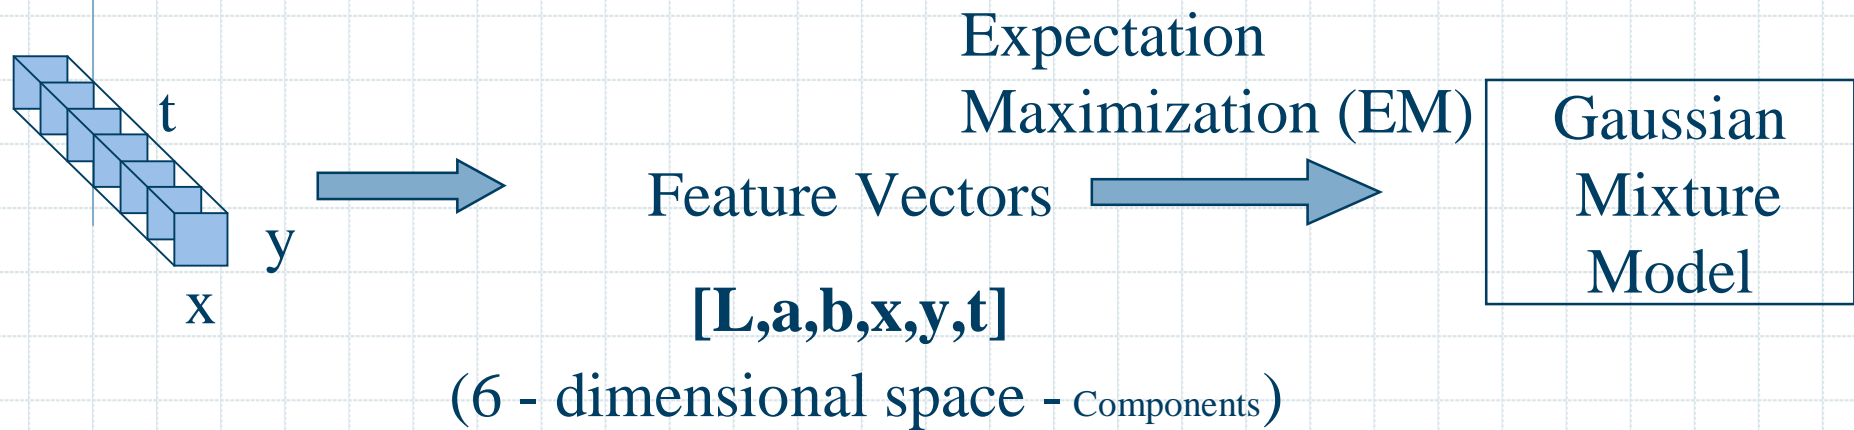 t
y
x
Feature Vectors
[L,a,b,x,y,t]
(6 - dimensional space - Components)
Expectation
Maximization (EM)
Gaussian
Mixture
Model